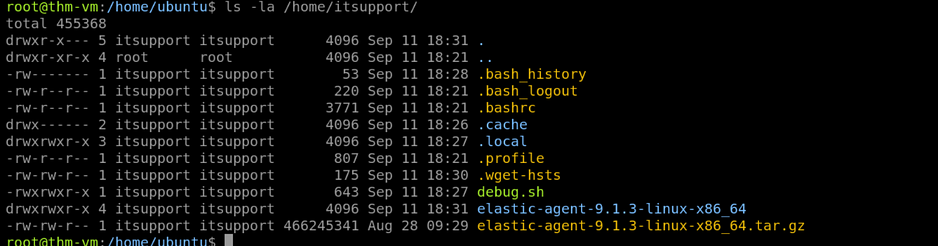 root@thm-vm:/home/ubuntu$ ls -la /home/itsupport/
total 455368
drwxr-x--- 5 itsupport itsupport      4096 Sep 11 18:31 .
drwxr-xr-x 4 root      root           4096 Sep 11 18:21 ..
-rw------- 1 itsupport itsupport        53 Sep 11 18:28 .bash_history
-rw-r--r-- 1 itsupport itsupport       220 Sep 11 18:21 .bash_logout
-rw-r--r-- 1 itsupport itsupport      3771 Sep 11 18:21 .bashrc
drwx------ 2 itsupport itsupport      4096 Sep 11 18:26 .cache
drwxrwxr-x 3 itsupport itsupport      4096 Sep 11 18:27 .local
-rw-r--r-- 1 itsupport itsupport       807 Sep 11 18:21 .profile
-rw-rw-r-- 1 itsupport itsupport       175 Sep 11 18:30 .wget-hsts
-rwxrwxr-x 1 itsupport itsupport       643 Sep 11 18:27 debug.sh
drwxrwxr-x 4 itsupport itsupport      4096 Sep 11 18:31 elastic-agent-9.1.3-linux-x86_64
-rw-rw-r-- 1 itsupport itsupport 466245341 Aug 28 09:29 elastic-agent-9.1.3-linux-x86_64.tar.gz
root@thm-vm:/home/ubuntu$